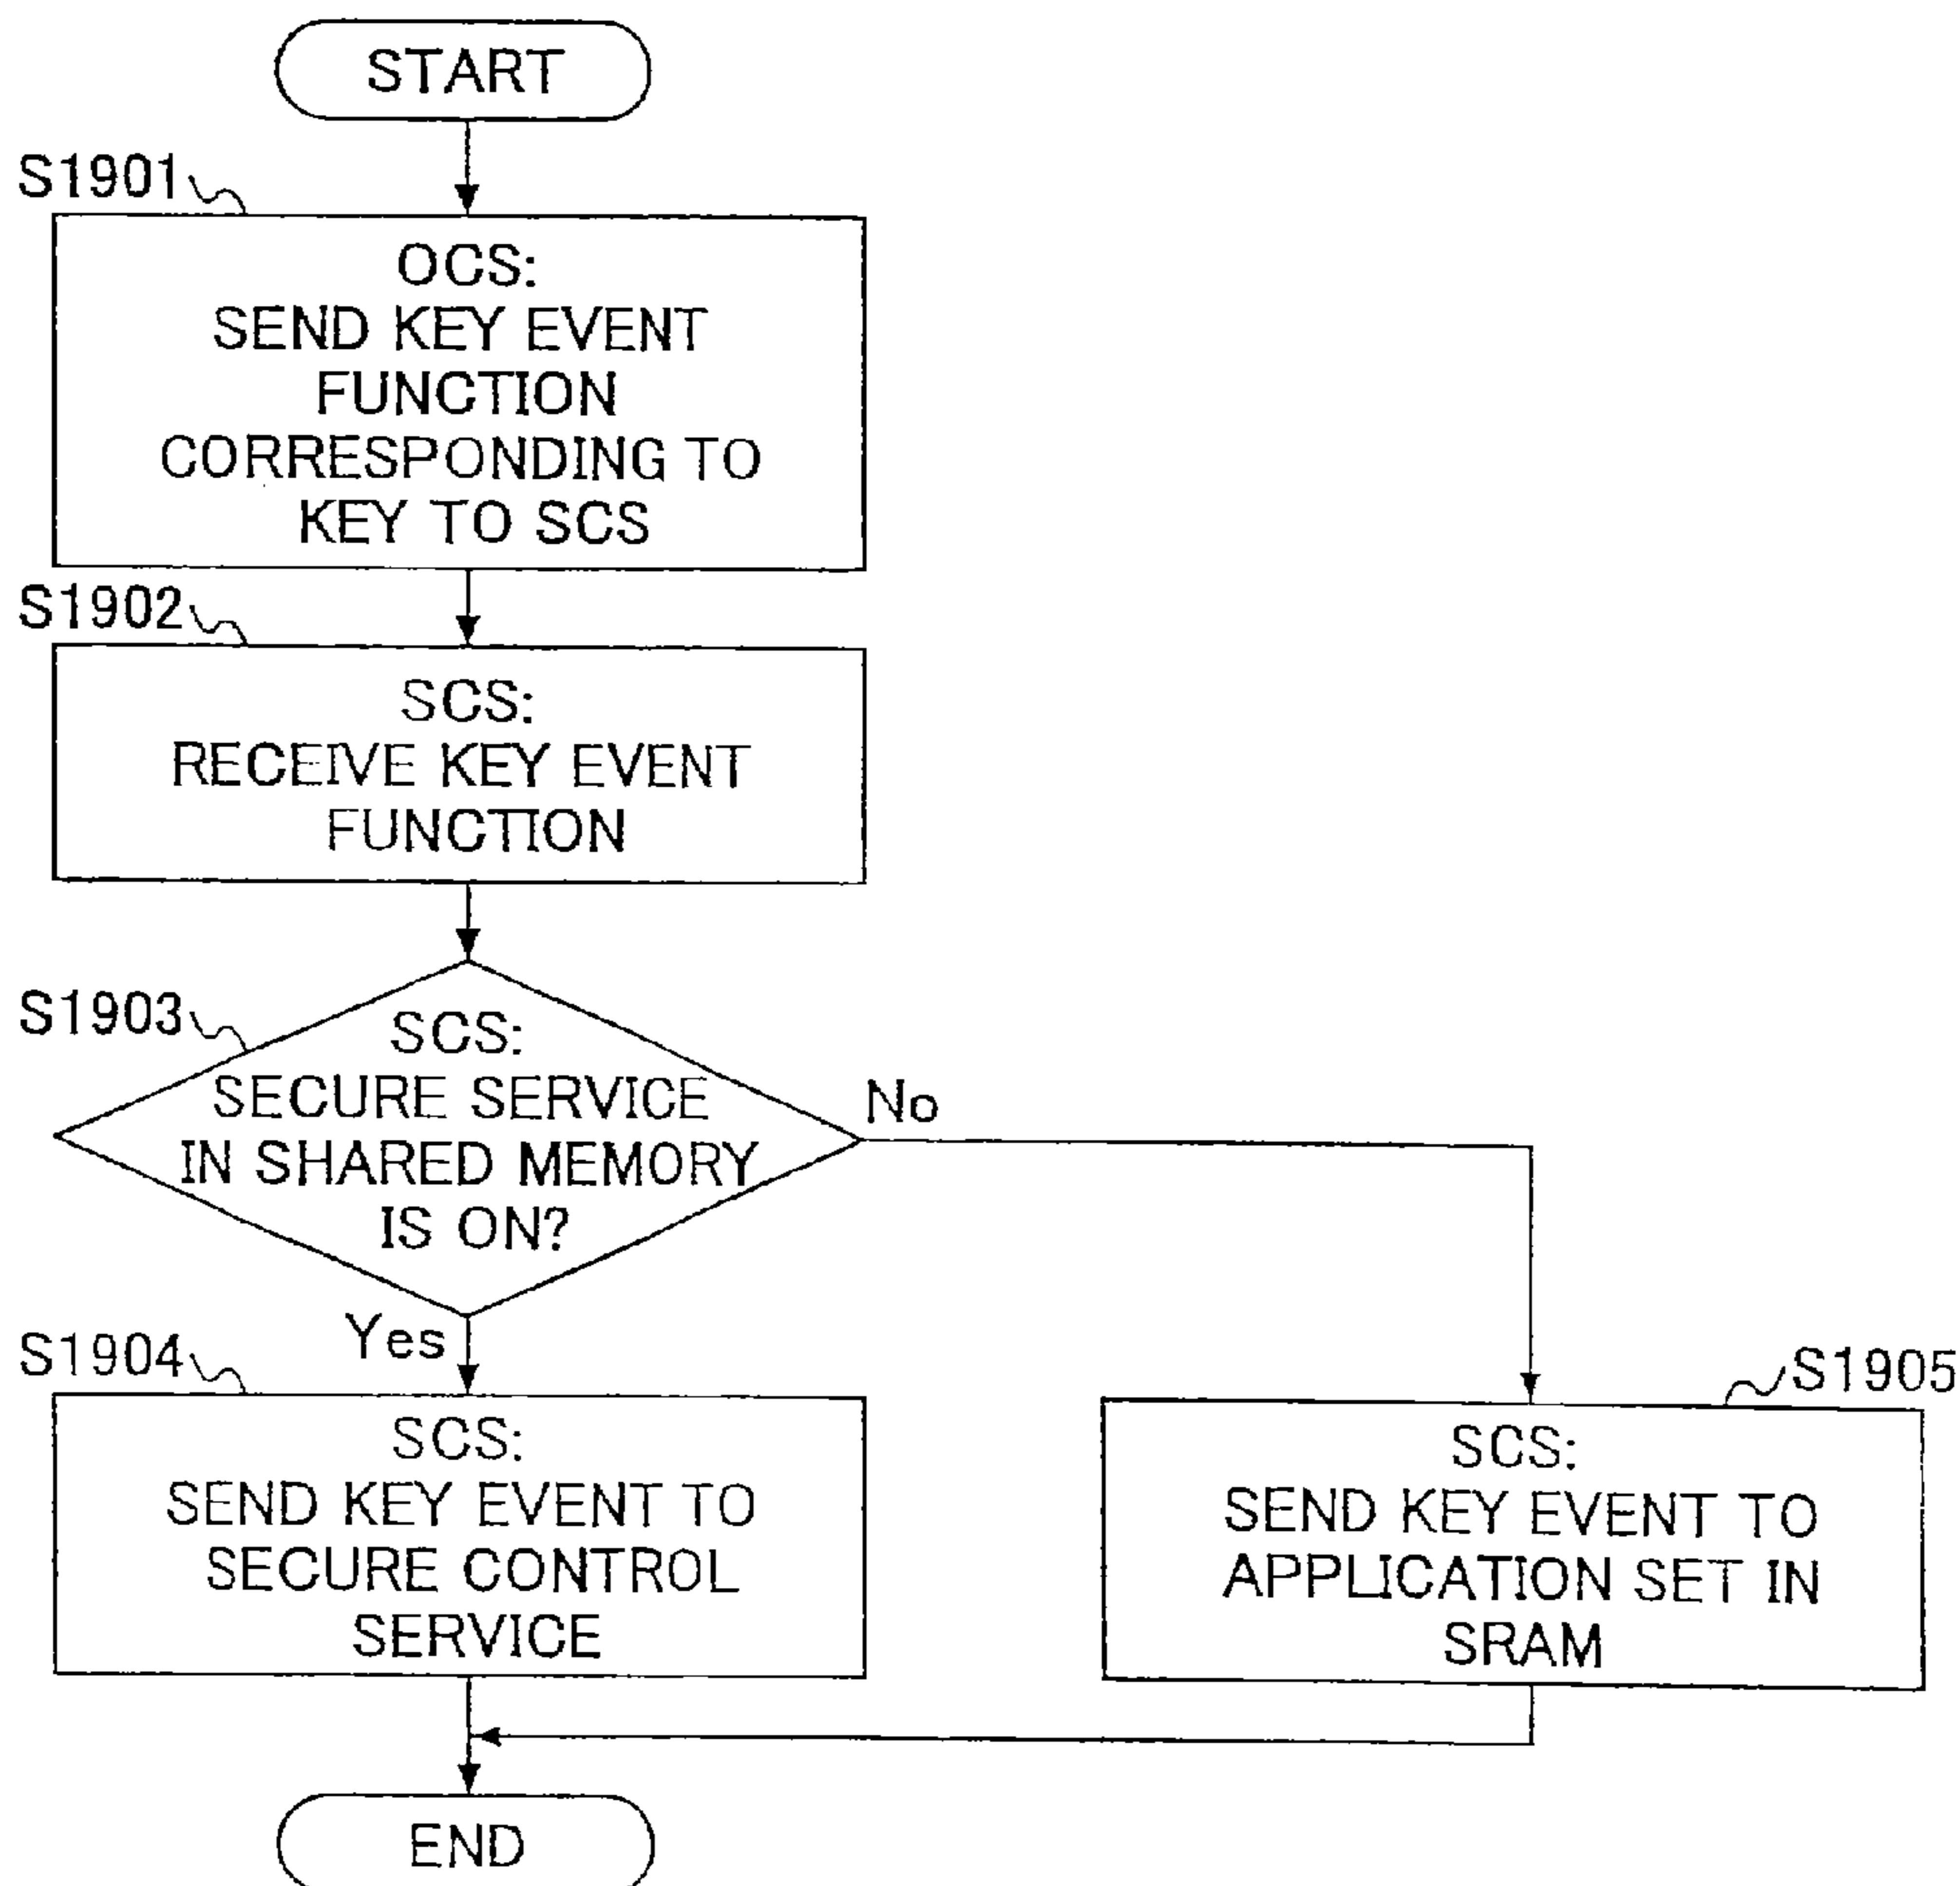 START
S1901
OCS:
SEND KEY EVENT
FUNCTION
CORRESPONDING TO
KEY TO SCS
S1902
SCS:
RECEIVE KEY EVENT
FUNCTION
S1903
SCS:
SECURE SERVICE
IN SHARED MEMORY
IS ON?
No
Yes
S1904
SCS:
SEND KEY EVENT TO
SECURE CONTROL
SERVICE
S1905
SCS:
SEND KEY EVENT TO
APPLICATION SET IN
SRAM
END